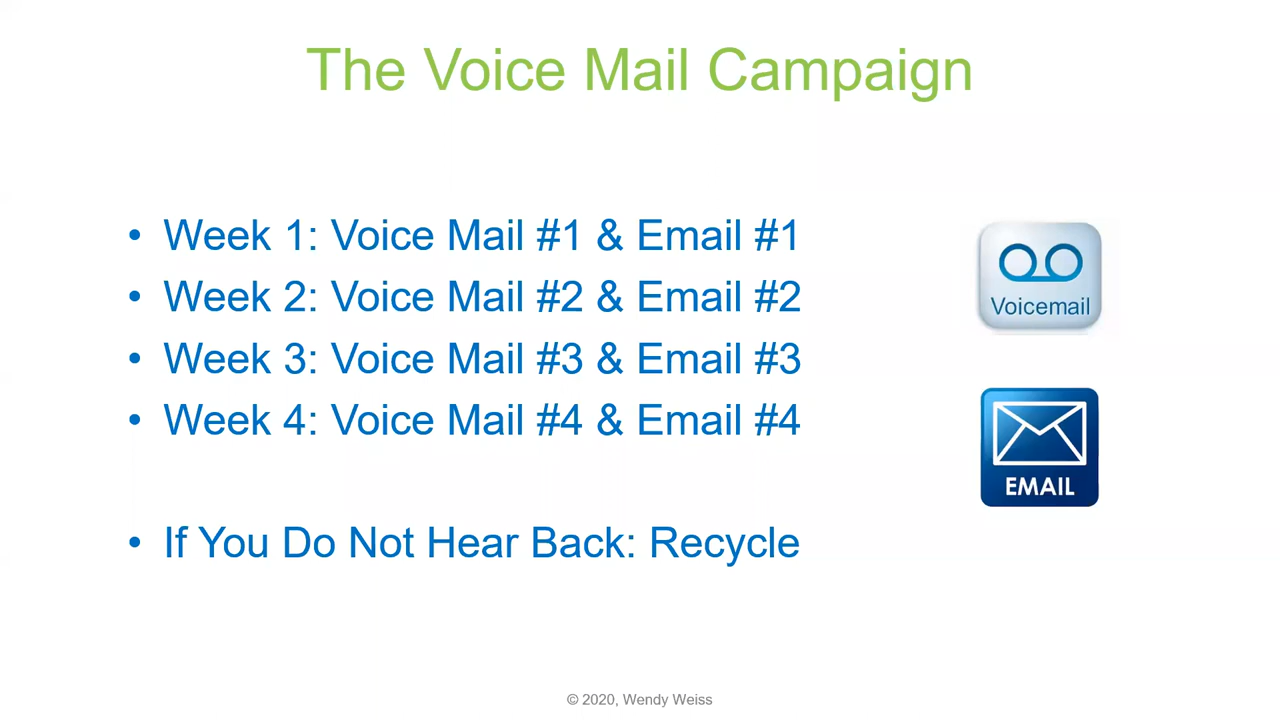 The Voice Mail Campaign
• Week 1: Voice Mail #1 & Email #1
• Week 2: Voice Mail #2 & Email #2
• Week 3: Voice Mail #3 & Email #3
• Week 4: Voice Mail #4 & Email #4
• If You Do Not Hear Back: Recycle
Voicemail
EMAIL
© 2020, Wendy Weiss